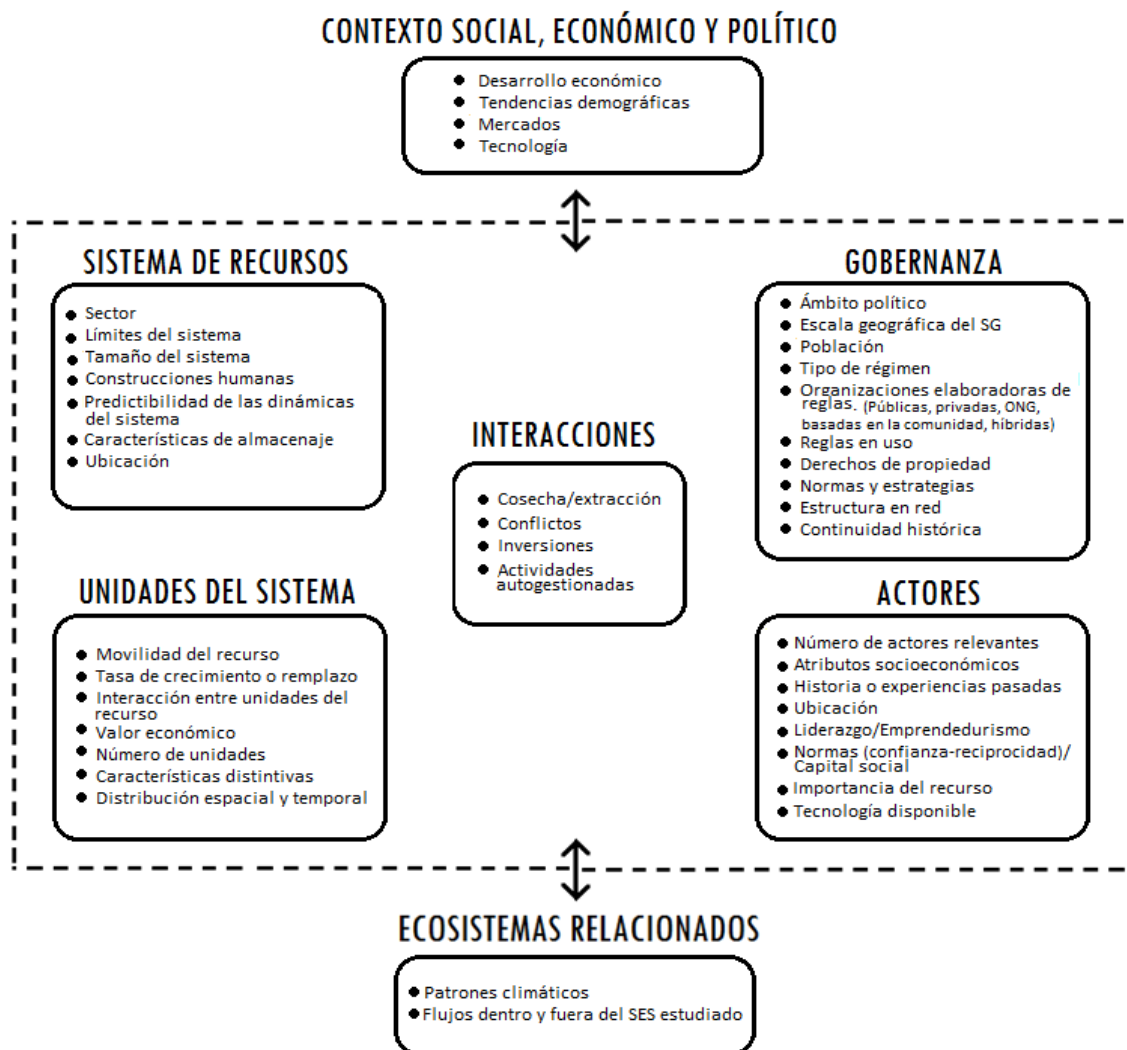 CONTEXTO SOCIAL, ECONÓMICO Y POLÍTICO
Desarrollo económico
Tendencias demográficas
Mercados
Tecnología
SISTEMA DE RECURSOS
Sector
Límites del sistema
Tamaño del sistema
Construcciones humanas
Predictibilidad de las dinámicas
del sistema
Características de almacenaje
Ubicación
GOBERNANZA
Ámbito político
Escala geográfica del SG
Población
Tipo de régimen
Organizaciones elaboradoras de
reglas. (Públicas, privadas, ONG,
basadas en la comunidad, híbridas)
Reglas en uso
Derechos de propiedad
Normas y estrategias
Estructura en red
Continuidad histórica
INTERACCIONES
Cosecha/extracción
Conflictos
Inversiones
Actividades
autogestionadas
UNIDADES DEL SISTEMA
Movilidad del recurso
Tasa de crecimiento o remplazo
Interacción entre unidades del
recurso
Valor económico
Número de unidades
Características distintivas
Distribución espacial y temporal
ACTORES
Número de actores relevantes
Atributos socioeconómicos
Historia o experiencias pasadas
Ubicación
Liderazgo/Emprendedurismo
Normas (confianza-reciprocidad)/
Capital social
Importancia del recurso
Tecnología disponible
ECOSISTEMAS RELACIONADOS
Patrones climáticos
Flujos dentro y fuera del SES estudiado